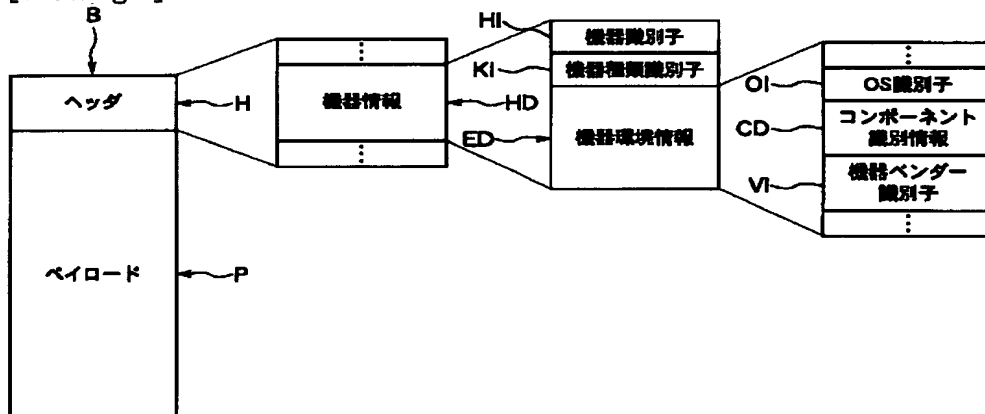 B
ヘッダ
H
ペイロード
P
⋮
機器情報
HD
⋮
HI
機器識別子
KI
機器種類識別子
ED
機器環境情報
⋮
OI
OS識別子
CD
コンポーネント
識別情報
VI
機器ベンダー
識別子
⋮